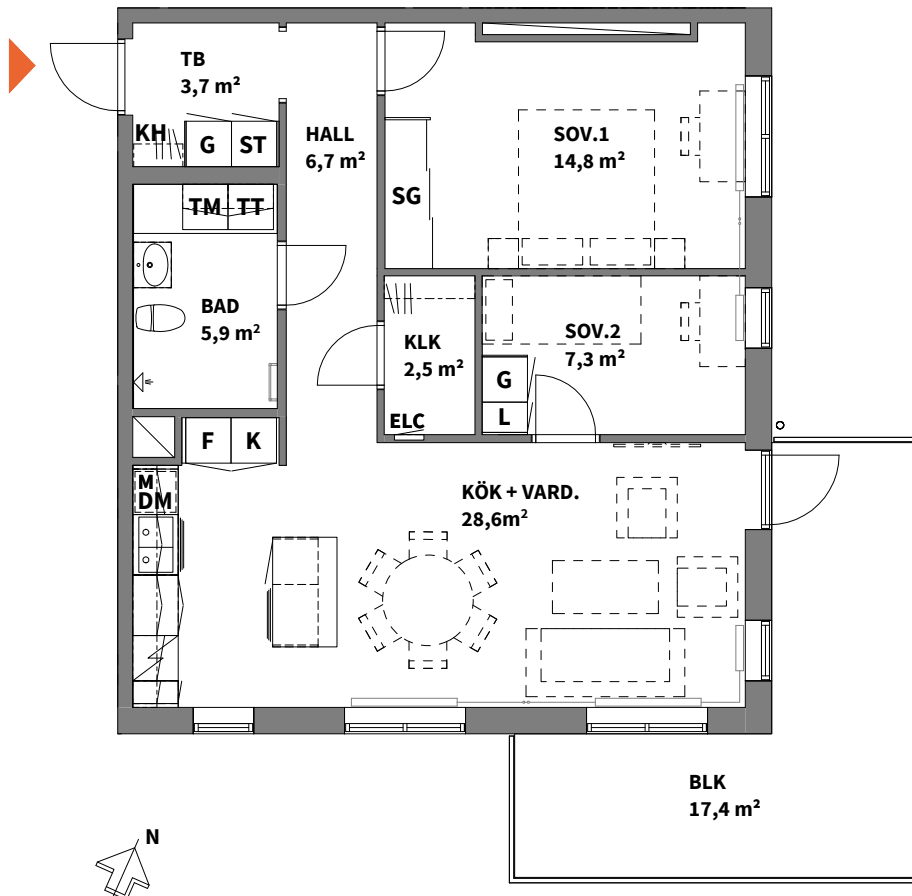 TB
3,7 m²
KH
G
ST
HALL
6,7 m²
SOV.1
14,8 m²
SG
TM
TT
BAD
5,9 m²
KLK
2,5 m²
SOV.2
7,3 m²
G
L
ELC
F
K
M
DM
KÖK + VARD.
28,6m²
BLK
17,4 m²
N